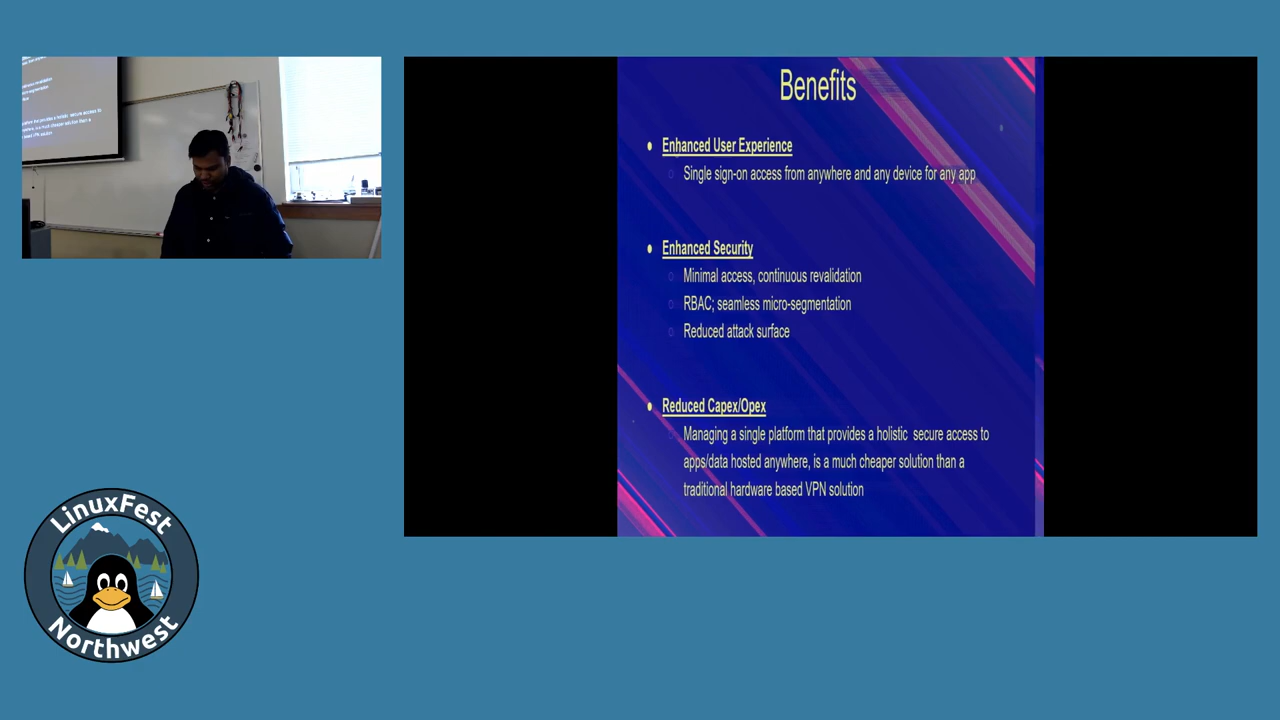 Benefits
Enhanced User Experience
Single sign-on access from anywhere and any device for any app
Enhanced Security
Minimal access, continuous revalidation
RBAC; seamless micro-segmentation
Reduced attack surface
Reduced Capex/Opex
Managing a single platform that provides a holistic secure access to
apps/data hosted anywhere, is a much cheaper solution than a
traditional hardware based VPN solution
LinuxFest
Northwest